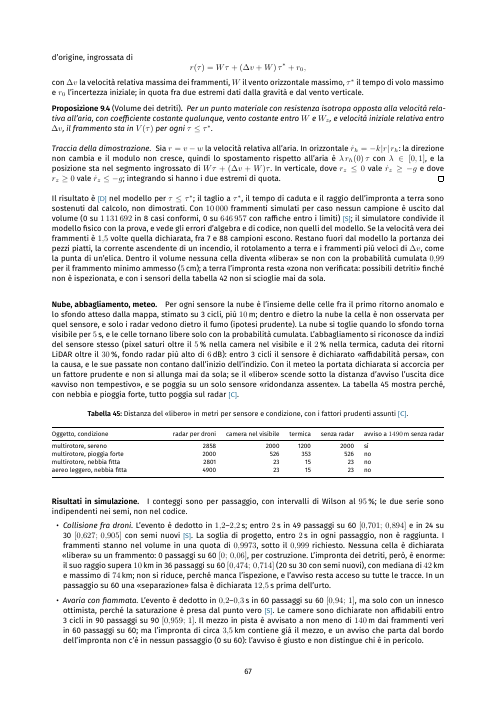 d'origine, ingrossata di
r(τ) = Wτ + (Δv + W) τ* + r₀,
con Δv la velocità relativa massima dei frammenti, W il vento orizzontale massimo, τ* il tempo di volo massimo
e r₀ l'incertezza iniziale; in quota fra due estremi dati dalla gravità e dal vento verticale.
Proposizione 9.4 (Volume dei detriti). Per un punto materiale con resistenza isotropa opposta alla velocità rela-
tiva all'aria, con coefficiente costante qualunque, vento costante entro W e W_z, e velocità iniziale relativa entro
Δv, il frammento sta in V(τ) per ogni τ ≤ τ*.
Traccia della dimostrazione. Sia r = v − w la velocità relativa all'aria. In orizzontale ṙₕ = −k|r|rₕ: la direzione
non cambia e il modulo non cresce, quindi lo spostamento rispetto all'aria è λ rₕ(0) τ con λ ∈ [0,1], e la
posizione sta nel segmento ingrossato di Wτ + (Δv + W)τ. In verticale, dove r_z ≤ 0 vale ṙ_z ≥ −g e dove
r_z ≥ 0 vale ṙ_z ≤ −g; integrando si hanno i due estremi di quota. □
Il risultato è [D] nel modello per τ ≤ τ*; il taglio a τ*, il tempo di caduta e il raggio dell'impronta a terra sono
sostenuti dal calcolo, non dimostrati. Con 10 000 frammenti simulati per caso nessun campione è uscito dal
volume (0 su 1 131 692 in 8 casi conformi, 0 su 646 957 con raffiche entro i limiti) [S]; il simulatore condivide il
modello fisico con la prova, e vede gli errori d'algebra e di codice, non quelli del modello. Se la velocità vera dei
frammenti è 1,5 volte quella dichiarata, fra 7 e 88 campioni escono. Restano fuori dal modello la portanza dei
pezzi piatti, la corrente ascendente di un incendio, il rotolamento a terra e i frammenti più veloci di Δv, come
la punta di un'elica. Dentro il volume nessuna cella diventa «libera» se non con la probabilità cumulata 0,99
per il frammento minimo ammesso (5 cm); a terra l'impronta resta «zona non verificata: possibili detriti» finché
non è ispezionata, e con i sensori della tabella 42 non si scioglie mai da sola.
Nube, abbagliamento, meteo. Per ogni sensore la nube è l'insieme delle celle fra il primo ritorno anomalo e
lo sfondo atteso dalla mappa, stimato su 3 cicli, più 10 m; dentro e dietro la nube la cella è non osservata per
quel sensore, e solo i radar vedono dietro il fumo (ipotesi prudente). La nube si toglie quando lo sfondo torna
visibile per 5 s, e le celle tornano libere solo con la probabilità cumulata. L'abbagliamento si riconosce da indizi
del sensore stesso (pixel saturi oltre il 5 % nella camera nel visibile e il 2 % nella termica, caduta dei ritorni
LiDAR oltre il 30 %, fondo radar più alto di 6 dB): entro 3 cicli il sensore è dichiarato «affidabilità persa», con
la causa, e le sue passate non contano dall'inizio dell'indizio. Con il meteo la portata dichiarata si accorcia per
un fattore prudente e non si allunga mai da sola; se il «libero» scende sotto la distanza d'avviso l'uscita dice
«avviso non tempestivo», e se poggia su un solo sensore «ridondanza assente». La tabella 45 mostra perché,
con nebbia e pioggia forte, tutto poggia sul radar [C].
Tabella 45: Distanza del «libero» in metri per sensore e condizione, con i fattori prudenti assunti [C].
Oggetto, condizione radar per droni camera nel visibile termica senza radar avviso a 1490 m senza radar
multirotore, sereno 2858 2000 1200 2000 sì
multirotore, pioggia forte 2000 526 353 526 no
multirotore, nebbia fitta 2801 23 15 23 no
aereo leggero, nebbia fitta 4900 23 15 23 no
Risultati in simulazione. I conteggi sono per passaggio, con intervalli di Wilson al 95 %; le due serie sono
indipendenti nei semi, non nel codice.
• Collisione fra droni. L'evento è dedotto in 1,2–2,2 s; entro 2 s in 49 passaggi su 60 [0,701; 0,894] e in 24 su
30 [0,627; 0,905] con semi nuovi [S]. La soglia di progetto, entro 2 s in ogni passaggio, non è raggiunta. I
frammenti stanno nel volume in una quota di 0,9973, sotto il 0,999 richiesto. Nessuna cella è dichiarata
«libera» su un frammento: 0 passaggi su 60 [0; 0,06], per costruzione. L'impronta dei detriti, però, è enorme:
il suo raggio supera 10 km in 36 passaggi su 60 [0,474; 0,714] (20 su 30 con semi nuovi), con mediana di 42 km
e massimo di 74 km; non si riduce, perché manca l'ispezione, e l'avviso resta acceso su tutte le tracce. In un
passaggio su 60 una «separazione» falsa è dichiarata 12,5 s prima dell'urto.
• Avaria con fiammata. L'evento è dedotto in 0,2–0,3 s in 60 passaggi su 60 [0,94; 1], ma solo con un innesco
ottimista, perché la saturazione è presa dal punto vero [S]. Le camere sono dichiarate non affidabili entro
3 cicli in 90 passaggi su 90 [0,959; 1]. Il mezzo in pista è avvisato a non meno di 140 m dai frammenti veri
in 60 passaggi su 60; ma l'impronta di circa 3,5 km contiene già il mezzo, e un avviso che parta dal bordo
dell'impronta non c'è in nessun passaggio (0 su 60): l'avviso è giusto e non distingue chi è in pericolo.
67